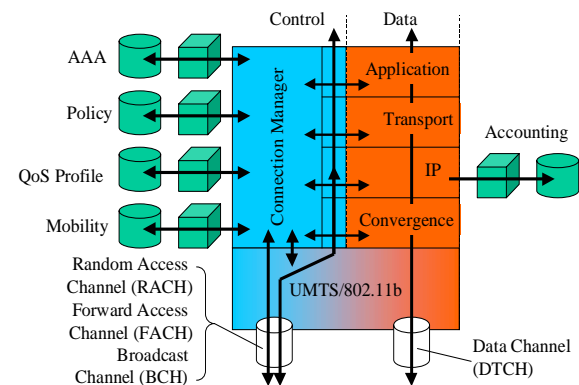 Control
Data
AAA
Application
Policy
Transport
Accounting
Connection Manager
QoS Profile
IP
Mobility
Convergence
Random Access
Channel (RACH)
UMTS/802.11b
Forward Access
Channel (FACH)
Broadcast
Channel (BCH)
Data Channel
(DTCH)